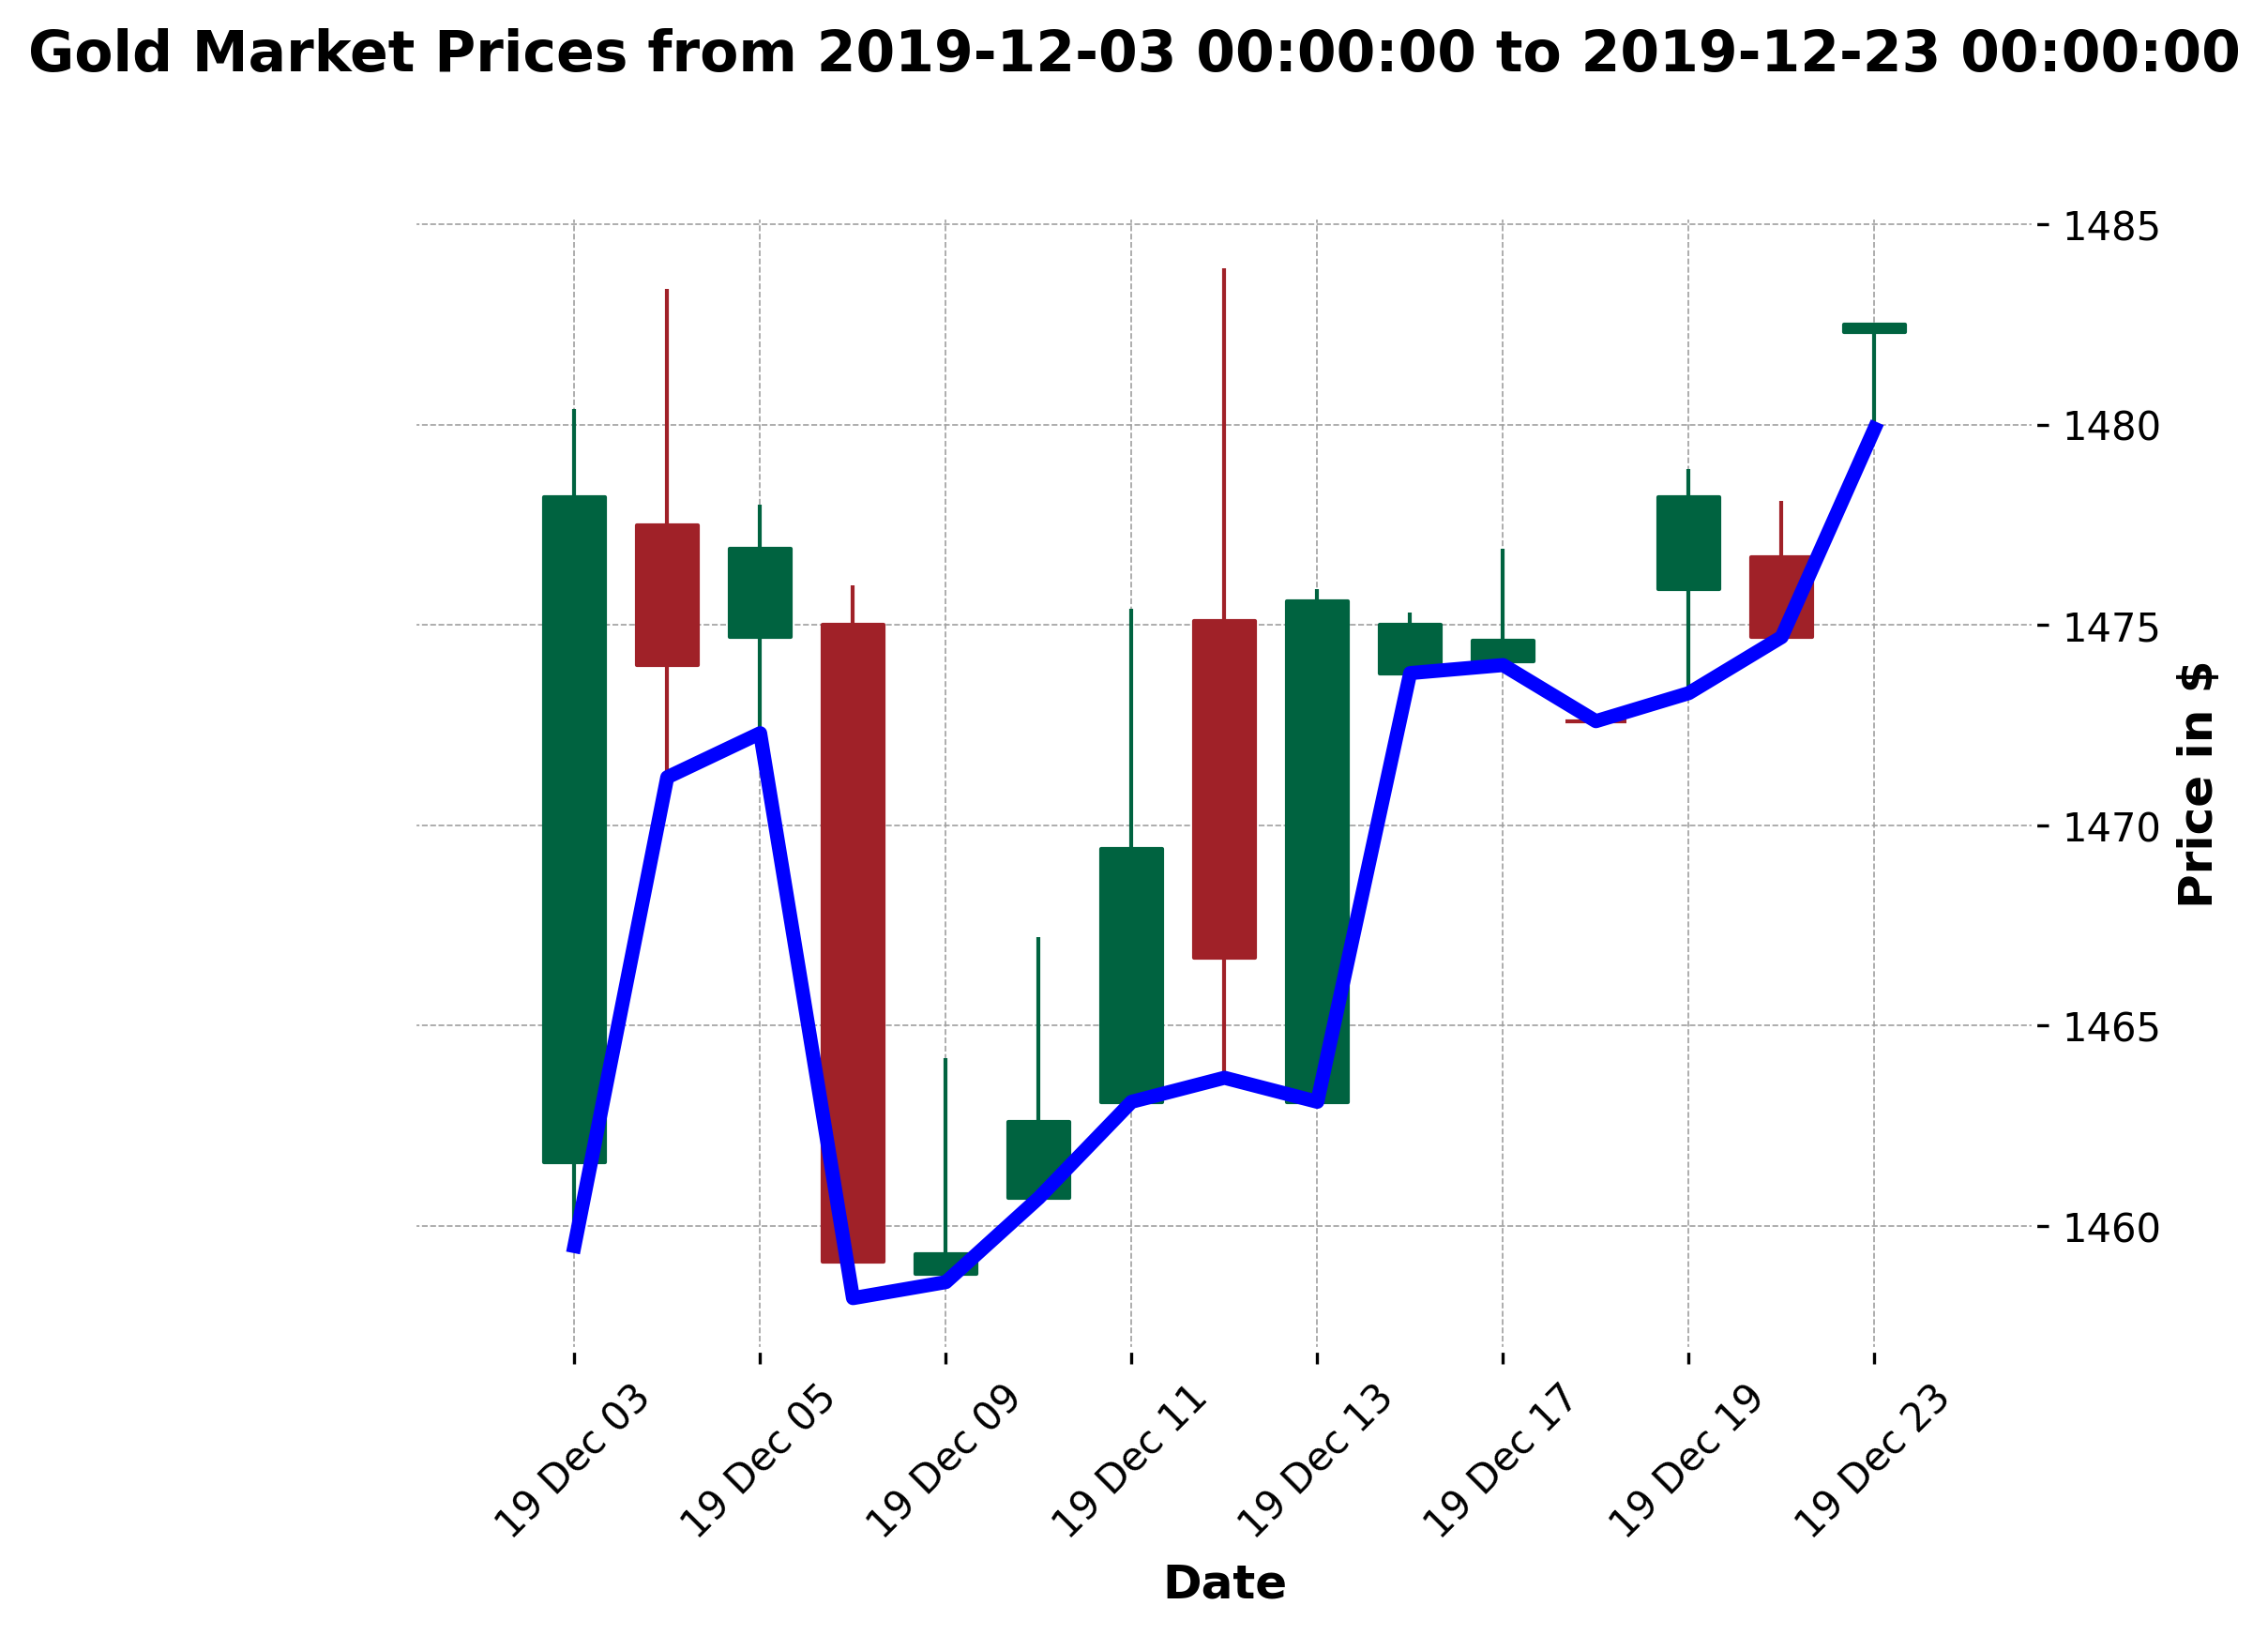 Gold Market Prices from 2019-12-03 00:00:00 to 2019-12-23 00:00:00
1485
1480
1475
1470
1465
1460
Price in $
19 Dec 03
19 Dec 05
19 Dec 09
19 Dec 11
19 Dec 13
19 Dec 17
19 Dec 19
19 Dec 23
Date